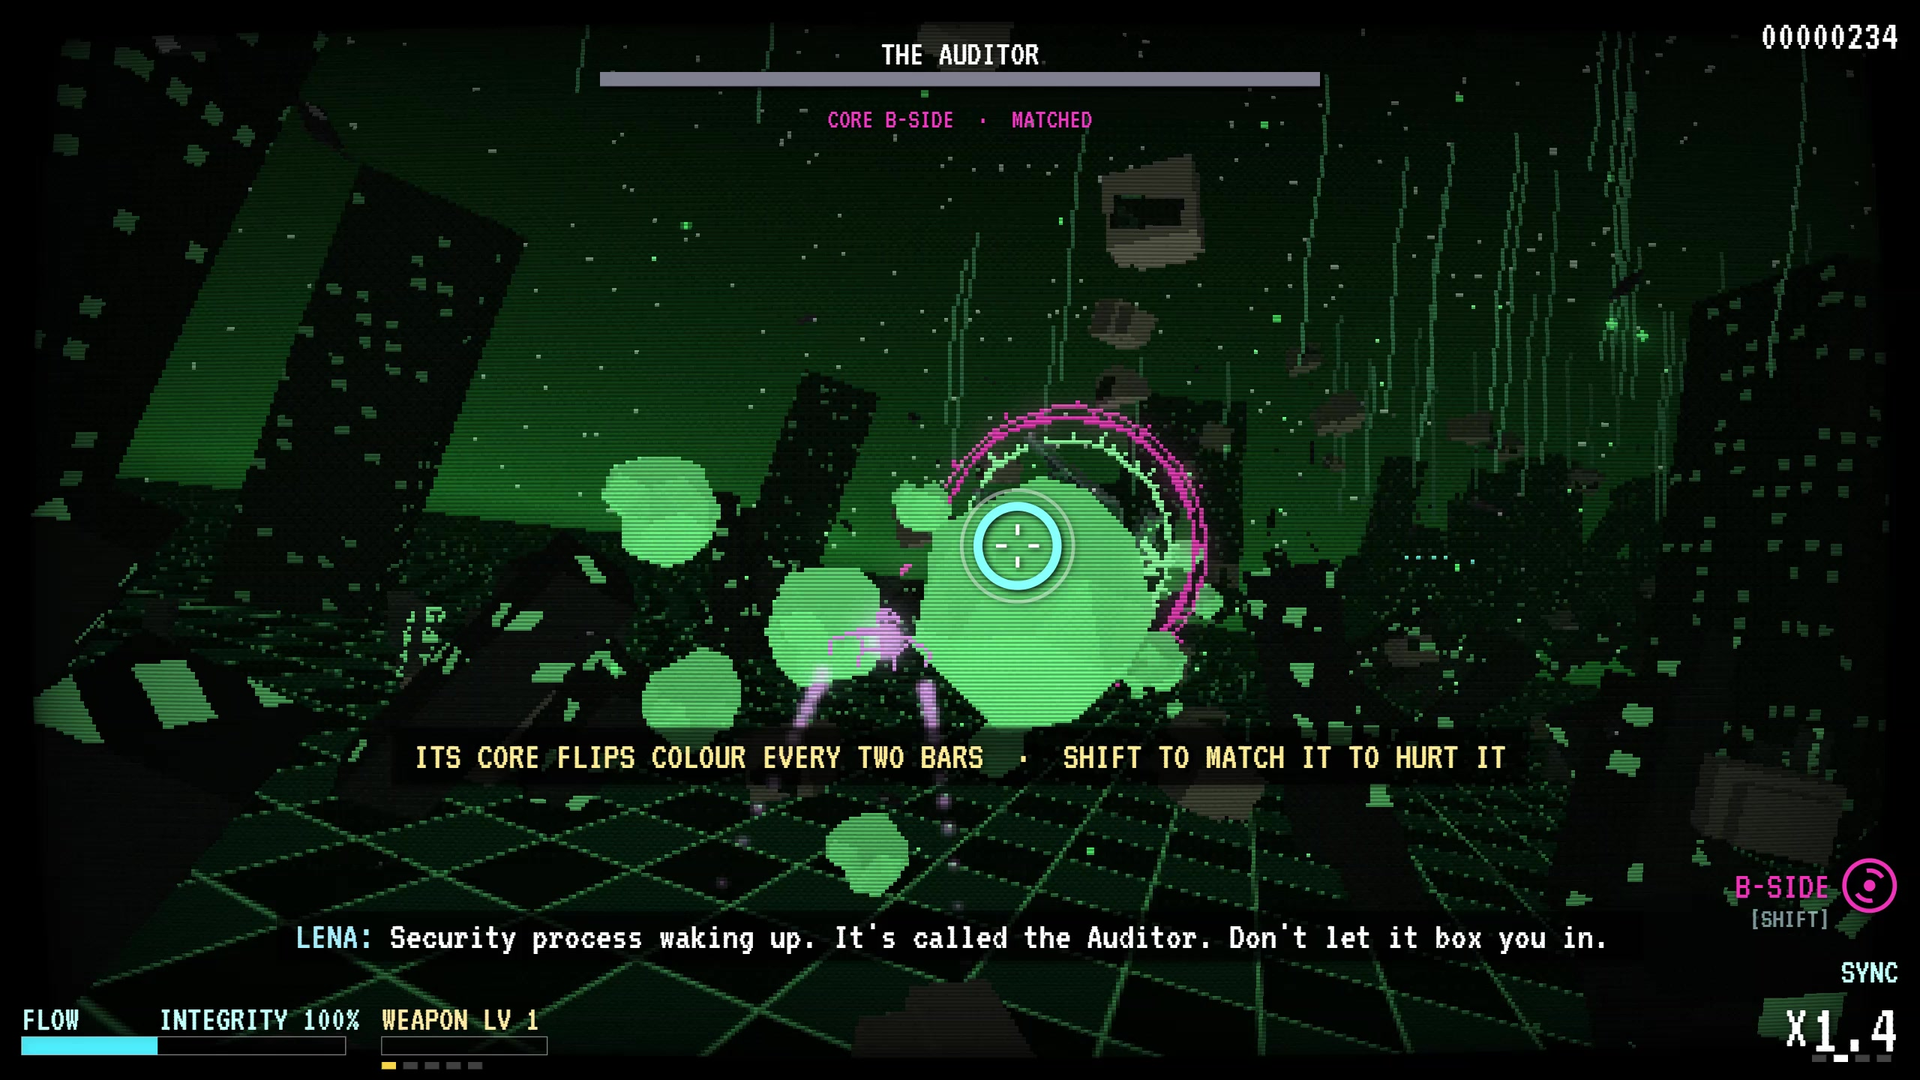 THE AUDITOR
00000234
CORE B-SIDE · MATCHED
ITS CORE FLIPS COLOUR EVERY TWO BARS · SHIFT TO MATCH IT TO HURT IT
B-SIDE
[SHIFT]
LENA: Security process waking up. It's called the Auditor. Don't let it box you in.
SYNC
X1.4
FLOW INTEGRITY 100% WEAPON LV 1